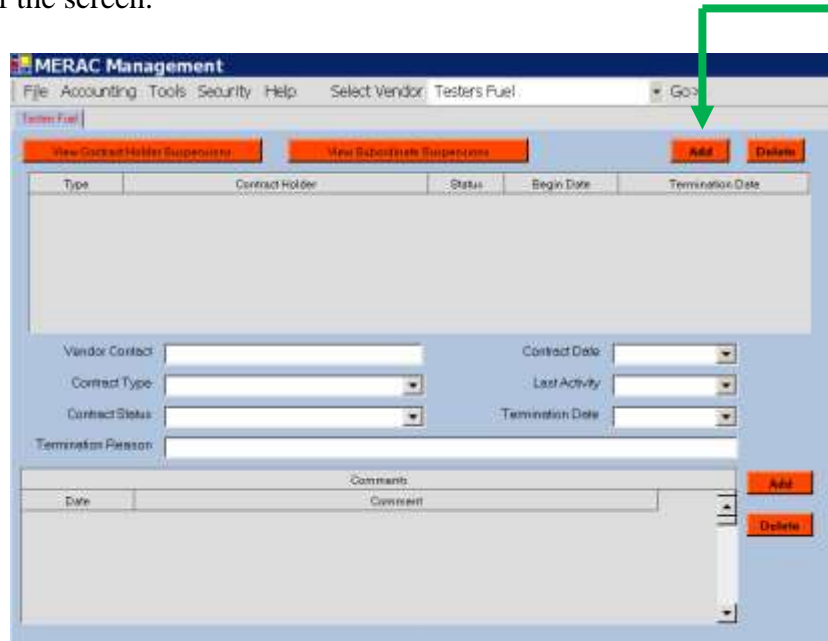 f the screen.
MERAC Management
File Accounting Tools Security Help Select Vendor Testers Fuel Go>
Testers Fuel
View Contract Holder Suspensions View Subordinate Suspensions Add Delete
Type Contract Holder Status Begin Date Termination Date
Vendor Contact Contract Date
Contract Type Last Activity
Contract Status Termination Date
Termination Reason
Comments
Add
Date Comment
Delete